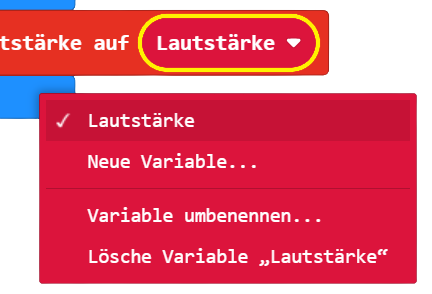 tstärke auf Lautstärke
Lautstärke
Neue Variable...
Variable umbenennen...
Lösche Variable „Lautstärke“